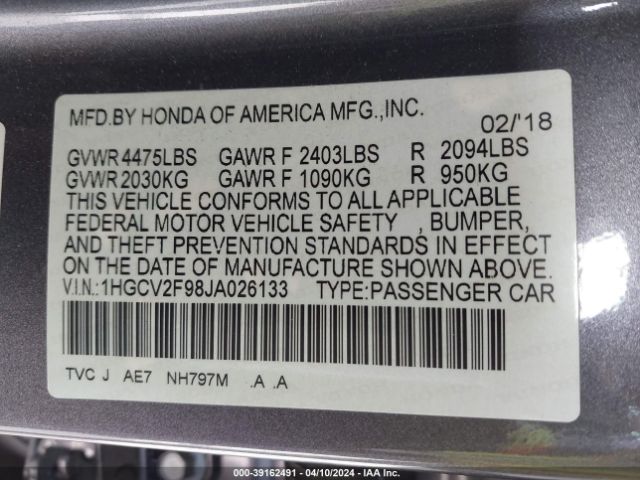 MFD.BY HONDA OF AMERICA MFG.,INC. 02/'18
GVWR 4475LBS GAWR F 2403LBS R 2094LBS
GVWR 2030KG GAWR F 1090KG R 950KG
THIS VEHICLE CONFORMS TO ALL APPLICABLE
FEDERAL MOTOR VEHICLE SAFETY , BUMPER,
AND THEFT PREVENTION STANDARDS IN EFFECT
ON THE DATE OF MANUFACTURE SHOWN ABOVE.
V.I.N.:1HGCV2F98JA026133 TYPE:PASSENGER CAR
TVC J AE7 NH797M .A .A
000-39162491 - 04/10/2024 - IAA Inc.